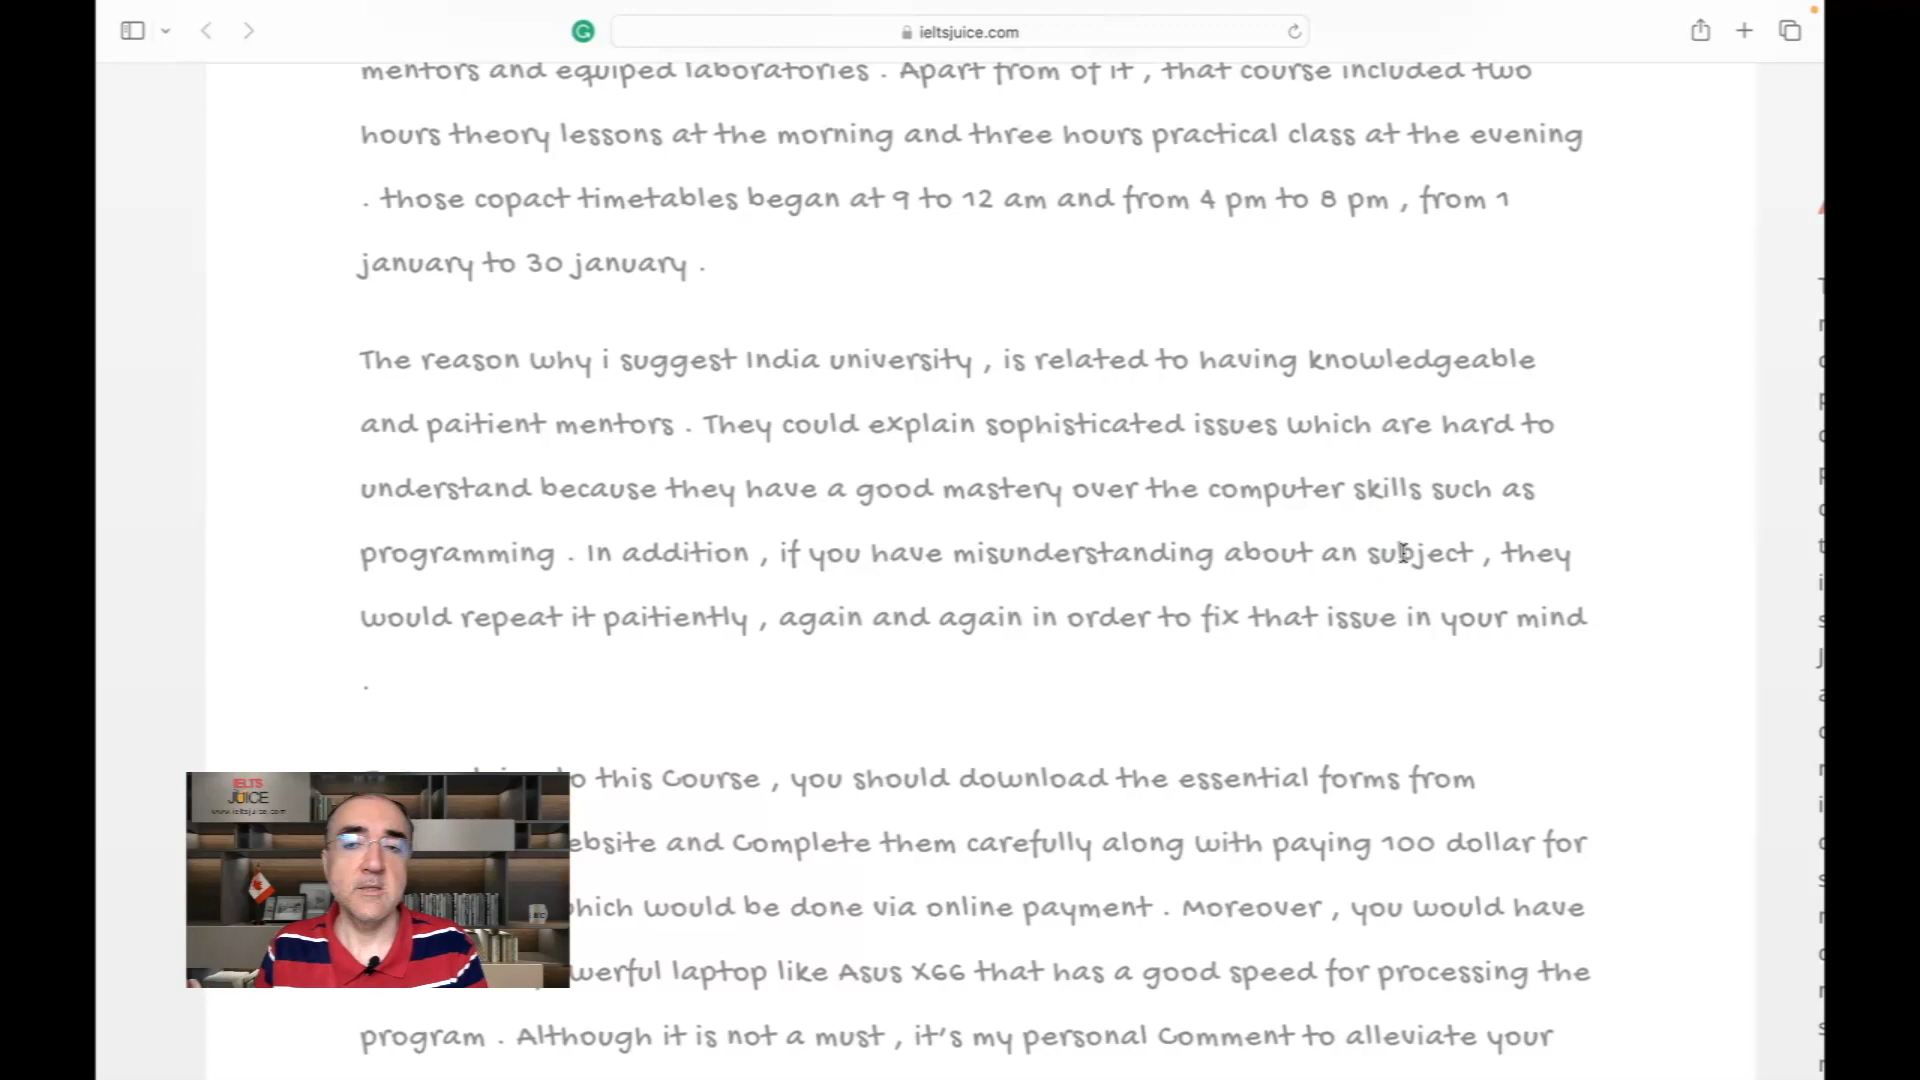 ieltsjuice.com
mentors and equiped laboratories . Apart from of it , that course included two
hours theory lessons at the morning and three hours practical class at the evening
. those copact timetables began at 9 to 12 am and from 4 pm to 8 pm , from 1
january to 30 january .
The reason why i suggest India university , is related to having knowledgeable
and paitient mentors . They could explain sophisticated issues which are hard to
understand because they have a good mastery over the computer skills such as
programming . In addition , if you have misunderstanding about an subject , they
would repeat it paitiently , again and again in order to fix that issue in your mind
.
to this Course , you should download the essential forms from
and Complete them carefully along with paying 100 dollar for
would be done via online payment . Moreover , you would have
laptop like Asus X66 that has a good speed for processing the
program . Although it is not a must , it's my personal Comment to alleviate your
IELTS
JUICE
www.ieltsjuice.com